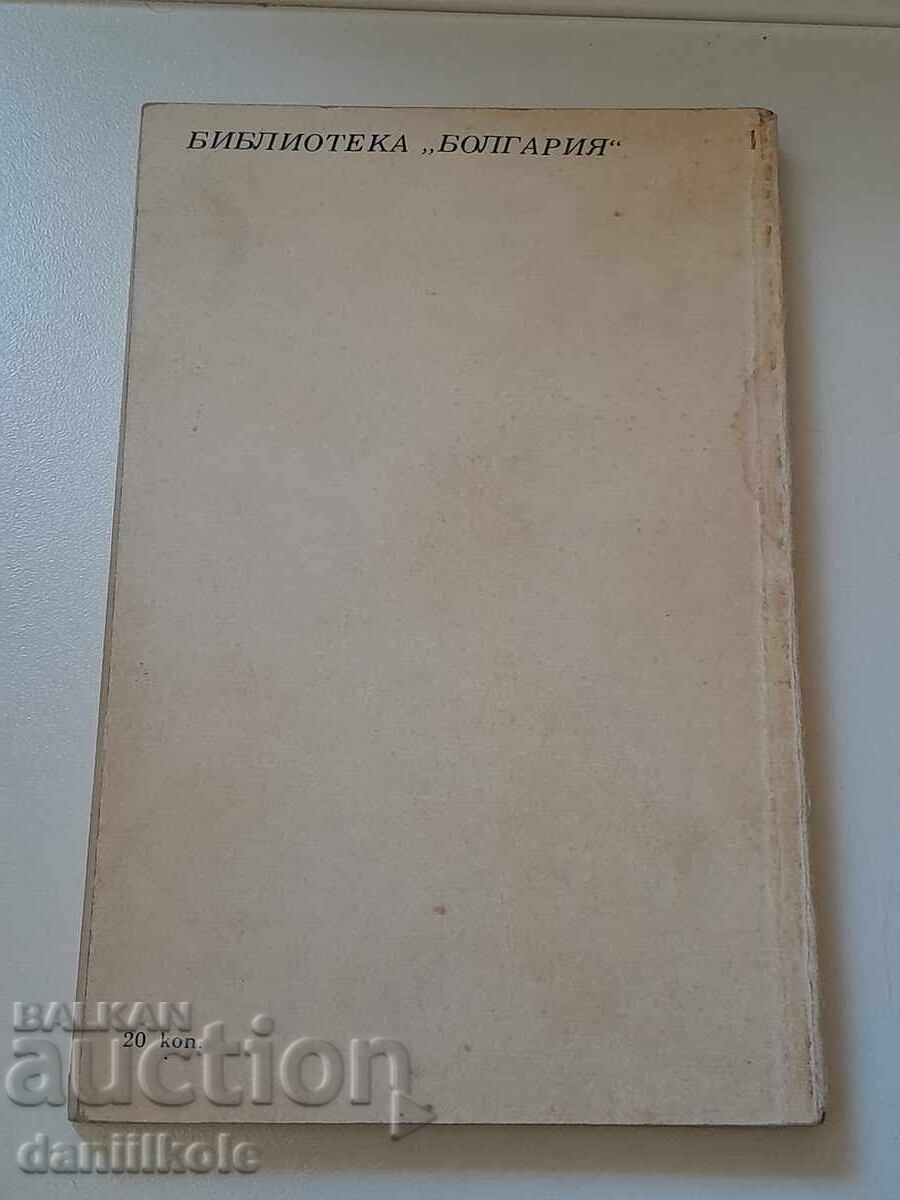 БИБЛИОТЕКА „БОЛГАРИЯ“
20 коп.
BALKAN
auction
daniilkole